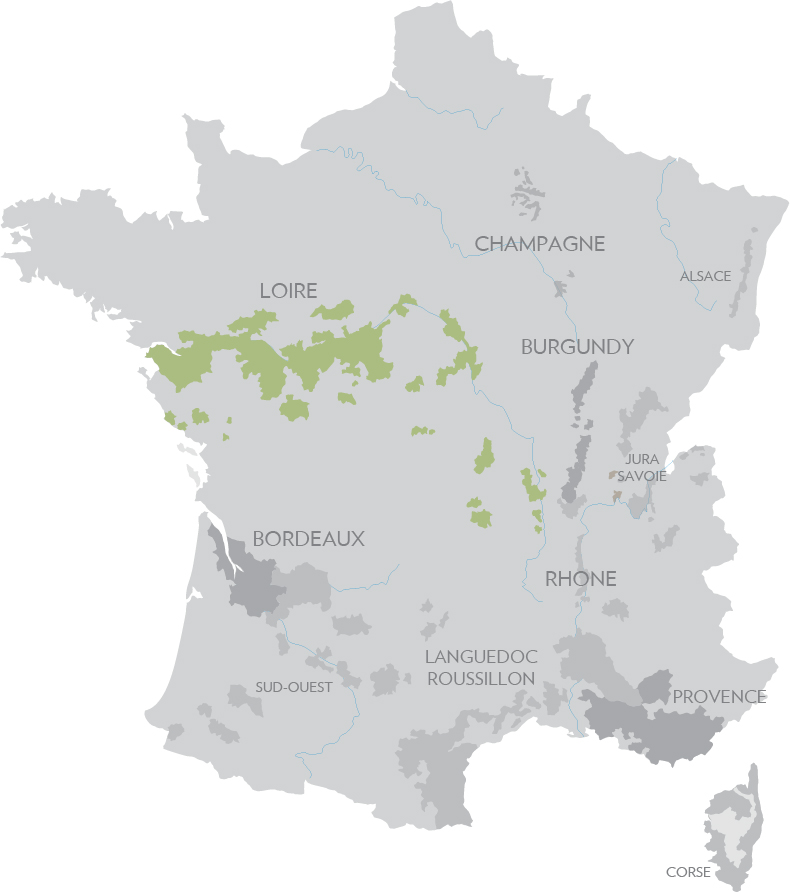 CHAMPAGNE
ALSACE
LOIRE
BURGUNDY
JURA
SAVOIE
BORDEAUX
RHONE
LANGUEDOC
ROUSSILLON
SUD-OUEST
PROVENCE
CORSE